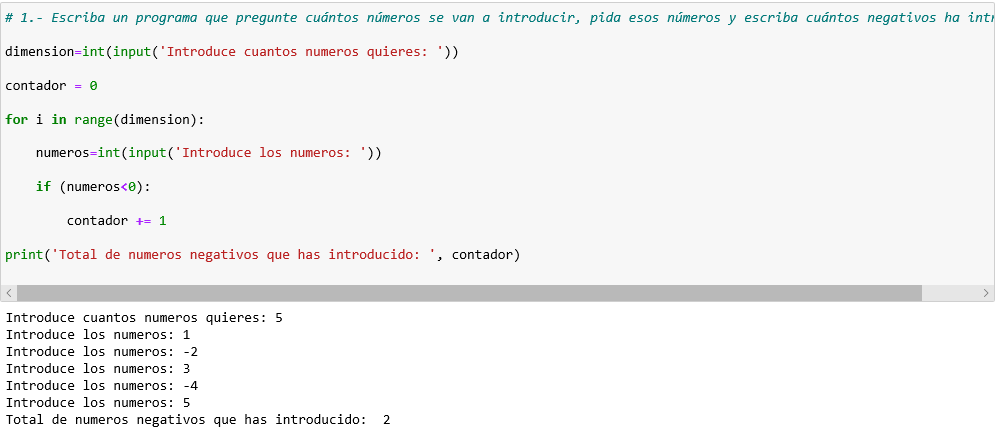 # 1.- Escriba un programa que pregunte cuántos números se van a introducir, pida esos números y escriba cuántos negativos ha
dimension=int(input('Introduce cuantos numeros quieres: '))
contador = 0
for i in range(dimension):
    numeros=int(input('Introduce los numeros: '))
    if (numeros<0):
        contador += 1
print('Total de numeros negativos que has introducido: ', contador)
Introduce cuantos numeros quieres: 5
Introduce los numeros: 1
Introduce los numeros: -2
Introduce los numeros: 3
Introduce los numeros: -4
Introduce los numeros: 5
Total de numeros negativos que has introducido:  2